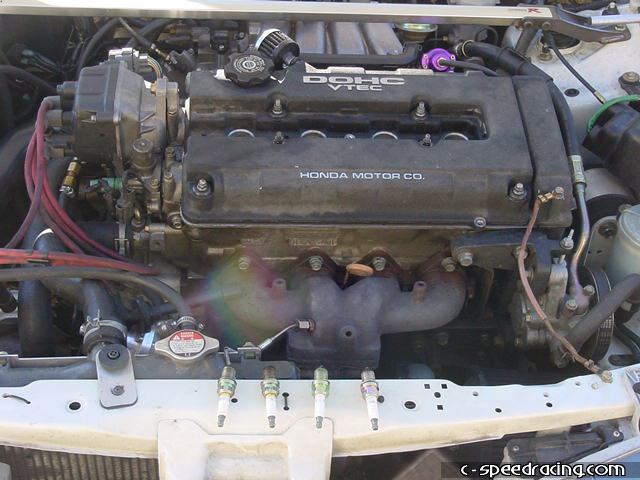 DOHC
VTEC
HONDA MOTOR CO.
c-speedracing.com